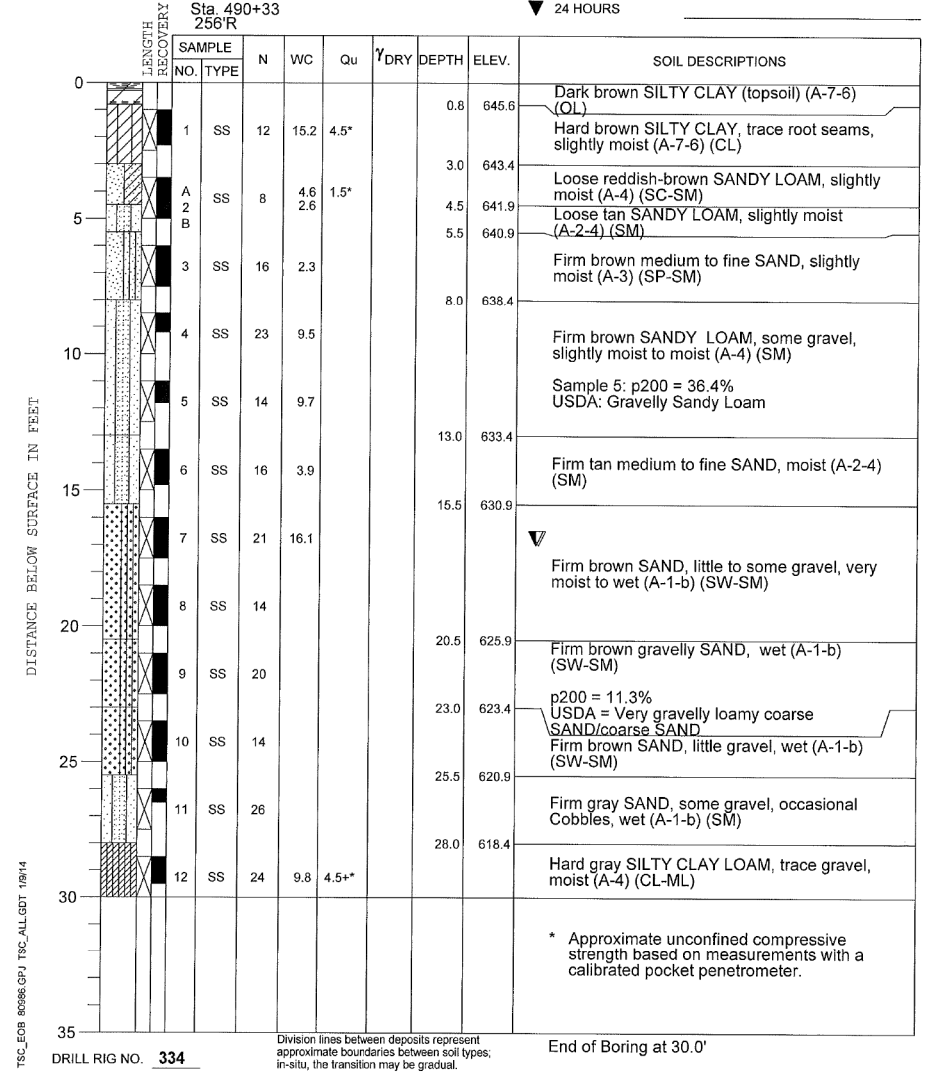 Sta. 490+33
256'R
▼ 24 HOURS
LENGTH
RECOVERY
SAMPLE
NO. TYPE N WC Qu γDRY DEPTH ELEV. SOIL DESCRIPTIONS
0
Dark brown SILTY CLAY (topsoil) (A-7-6)
0.8 645.6
(OL)
1 SS 12 15.2 4.5*
Hard brown SILTY CLAY, trace root seams,
slightly moist (A-7-6) (CL)
3.0 643.4
A
2
B
SS 8
4.6 1.5*
2.6
Loose reddish-brown SANDY LOAM, slightly
moist (A-4) (SC-SM)
4.5 641.9
5
Loose tan SANDY LOAM, slightly moist
(A-2-4) (SM)
5.5 640.9
3 SS 16 2.3
Firm brown medium to fine SAND, slightly
moist (A-3) (SP-SM)
8.0 638.4
4 SS 23 9.5
Firm brown SANDY LOAM, some gravel,
slightly moist to moist (A-4) (SM)
10
Sample 5: p200 = 36.4%
USDA: Gravelly Sandy Loam
5 SS 14 9.7
13.0 633.4
6 SS 16 3.9
Firm tan medium to fine SAND, moist (A-2-4)
(SM)
15
15.5 630.9
7 SS 21 16.1
Firm brown SAND, little to some gravel, very
moist to wet (A-1-b) (SW-SM)
8 SS 14
20
20.5 625.9
Firm brown gravelly SAND, wet (A-1-b)
(SW-SM)
9 SS 20
p200 = 11.3%
USDA = Very gravelly loamy coarse
SAND/coarse SAND
23.0 623.4
10 SS 14
Firm brown SAND, little gravel, wet (A-1-b)
(SW-SM)
25
25.5 620.9
11 SS 26
Firm gray SAND, some gravel, occasional
Cobbles, wet (A-1-b) (SM)
28.0 618.4
12 SS 24 9.8 4.5+*
Hard gray SILTY CLAY LOAM, trace gravel,
moist (A-4) (CL-ML)
30
* Approximate unconfined compressive
strength based on measurements with a
calibrated pocket penetrometer.
35
DISTANCE BELOW SURFACE IN FEET
TSC_EOB 80986.GPJ TSC_ALL.GDT 1/9/14
DRILL RIG NO. 334
Division lines between deposits represent
approximate boundaries between soil types;
in-situ, the transition may be gradual.
End of Boring at 30.0'